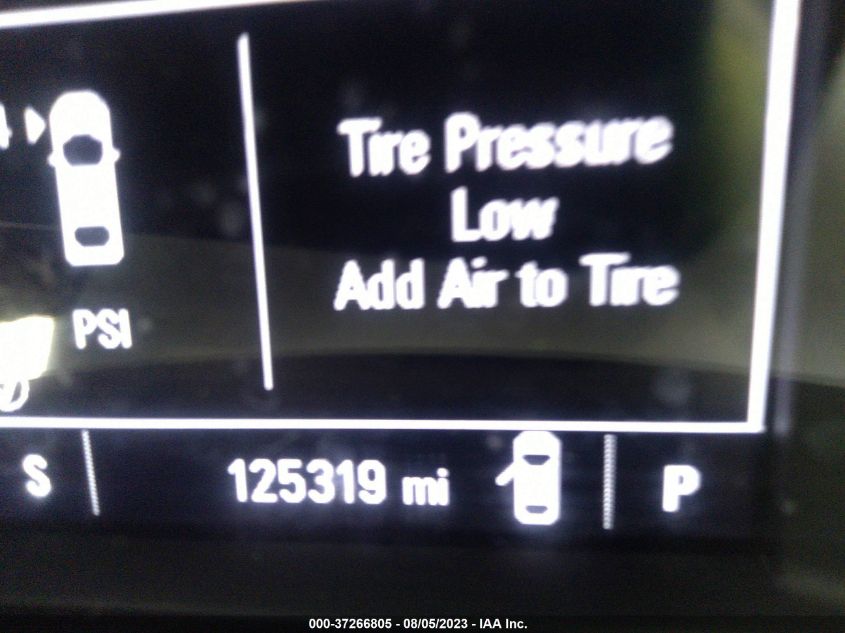 Tire Pressure
Low
Add Air to Tire
PSI
S
125319 mi
P
000-37266805 - 08/05/2023 - IAA Inc.